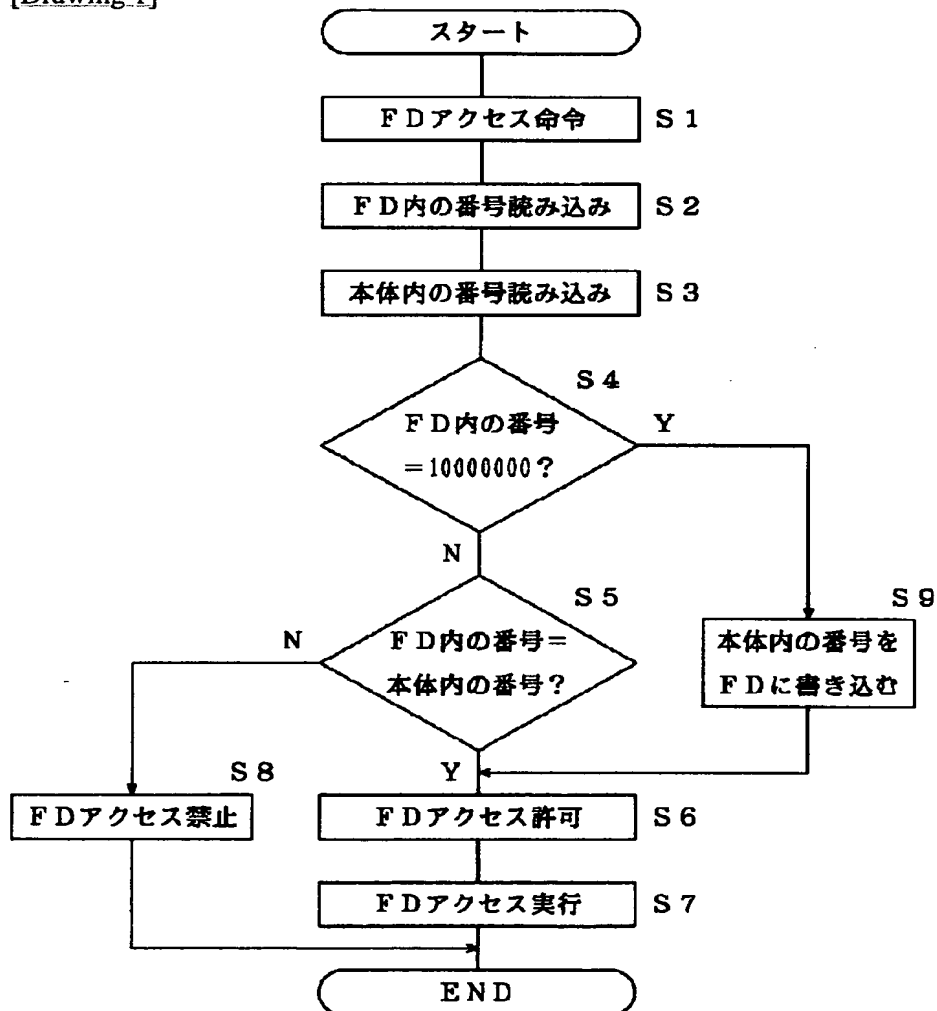 [Drawing 1]
スタート
FDアクセス命令 S1
FD内の番号読み込み S2
本体内の番号読み込み S3
S4
FD内の番号
=10000000?
Y
N
S5
FD内の番号=
本体内の番号?
N
S9
本体内の番号を
FDに書き込む
Y
S8
FDアクセス禁止
FDアクセス許可 S6
FDアクセス実行 S7
END